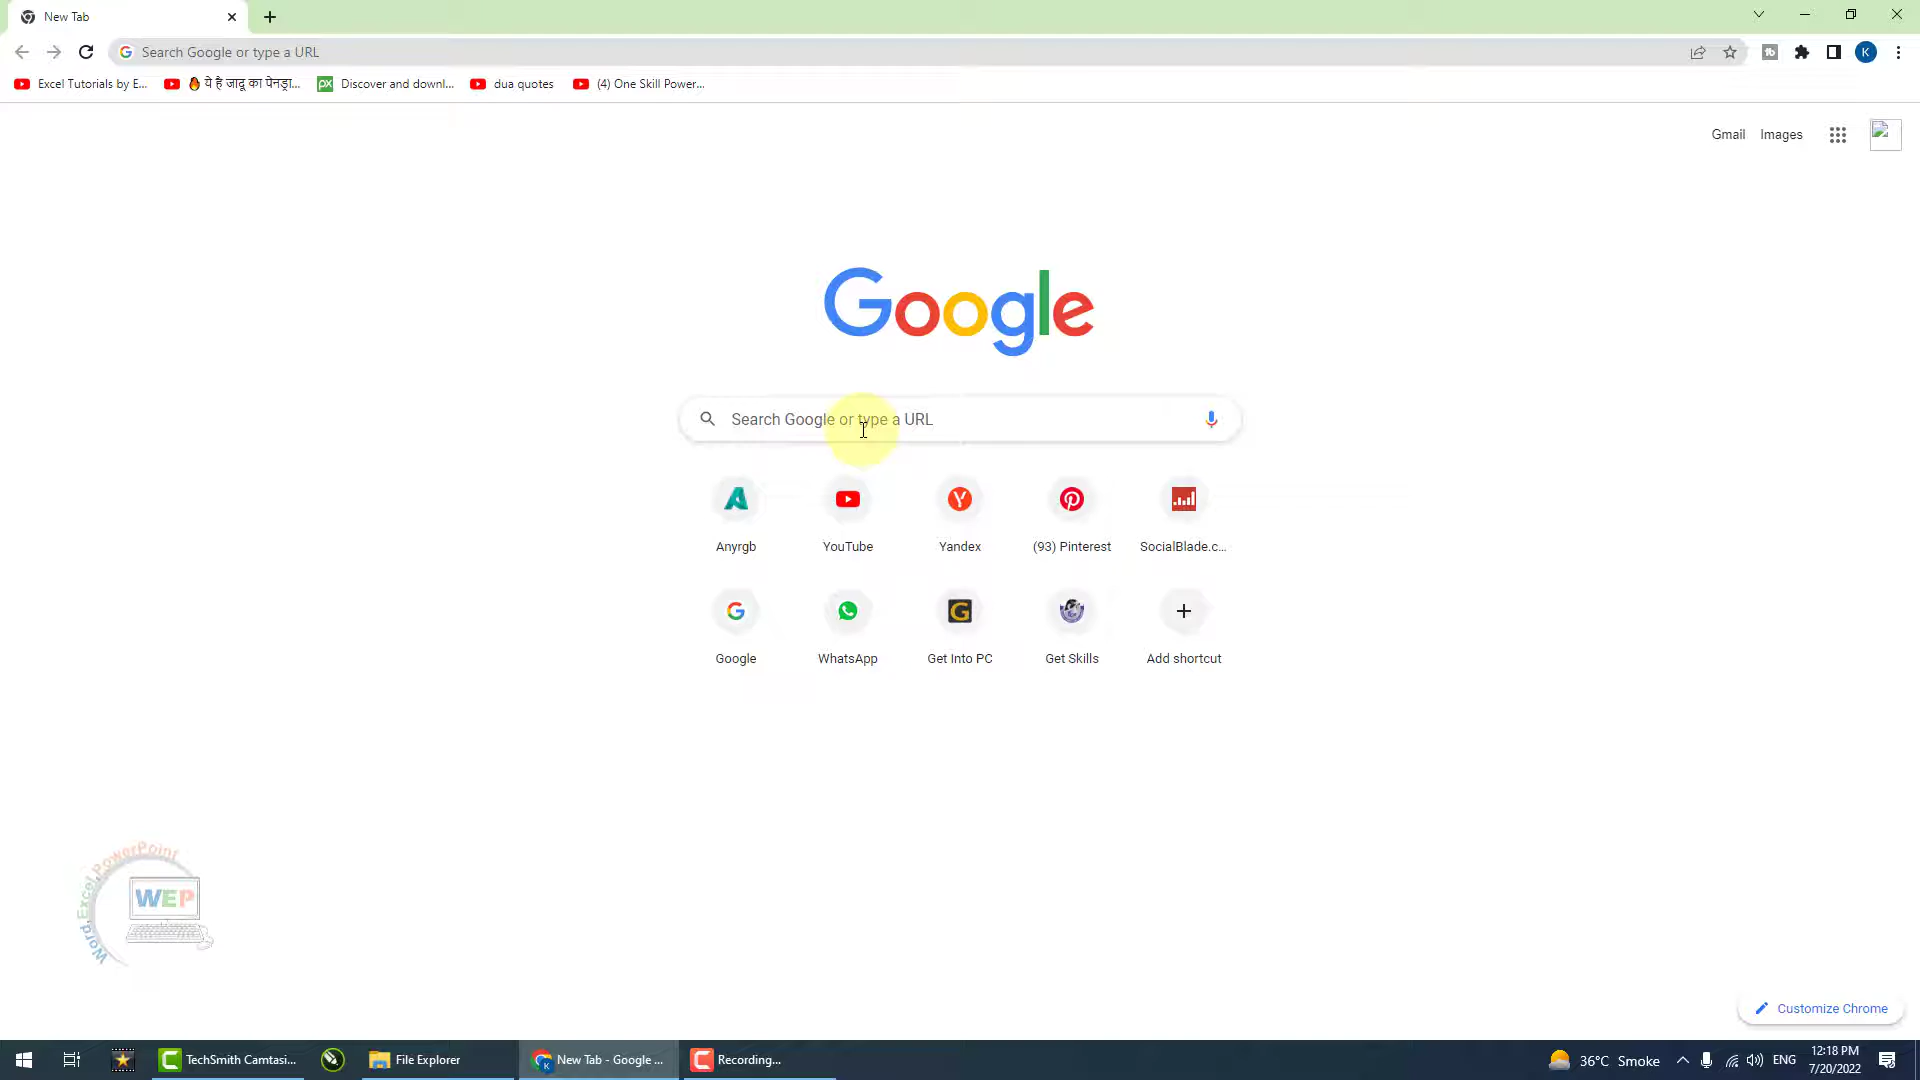 New Tab
Search Google or type a URL
Excel Tutorials by E...
🔥 ये है जादू का पेनड्रा...
Discover and downl...
dua quotes
(4) One Skill Power...
Gmail
Images
Google
Search Google or type a URL
Anyrgb
YouTube
Yandex
(93) Pinterest
SocialBlade.c...
Google
WhatsApp
Get Into PC
Get Skills
Add shortcut
Word,Excel,PowerPoint
WEP
Customize Chrome
TechSmith Camtasi...
File Explorer
New Tab - Google ...
Recording...
36°C Smoke
ENG
12:18 PM
7/20/2022